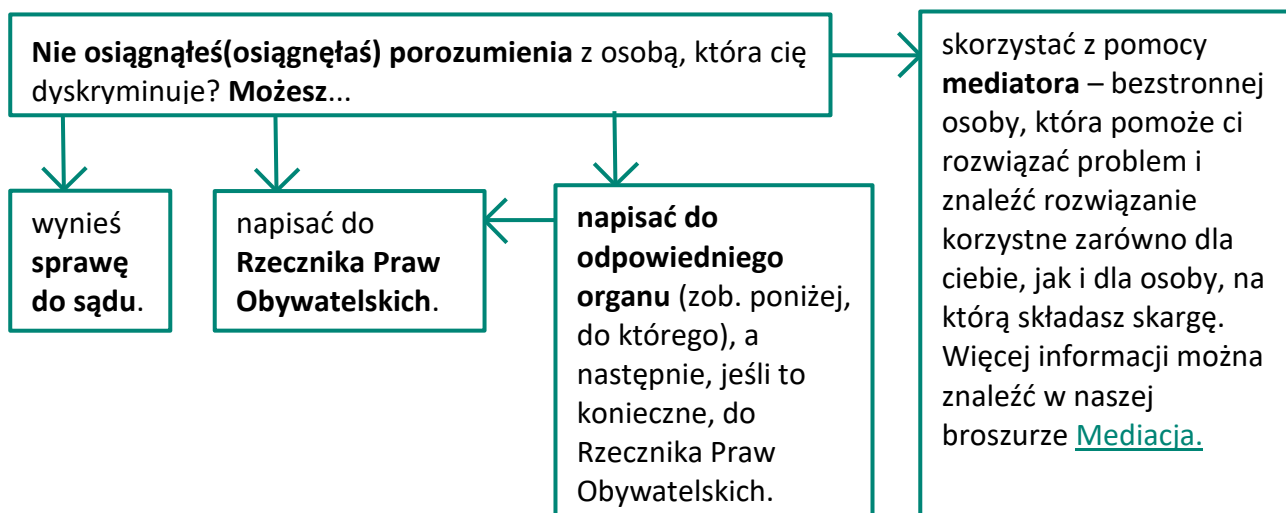 Nie osiągnąłeś(osiągnęłaś) porozumienia z osobą, która cię
dyskryminuje? Możesz...
wynieś
sprawę
do sądu.
napisać do
Rzecznika Praw
Obywatelskich.
napisać do
odpowiedniego
organu (zob. poniżej,
do którego), a
następnie, jeśli to
konieczne, do
Rzecznika Praw
Obywatelskich.
skorzystać z pomocy
mediatora – bezstronnej
osoby, która pomoże ci
rozwiązać problem i
znaleźć rozwiązanie
korzystne zarówno dla
ciebie, jak i dla osoby, na
którą składasz skargę.
Więcej informacji można
znaleźć w naszej
broszurze Mediacja.